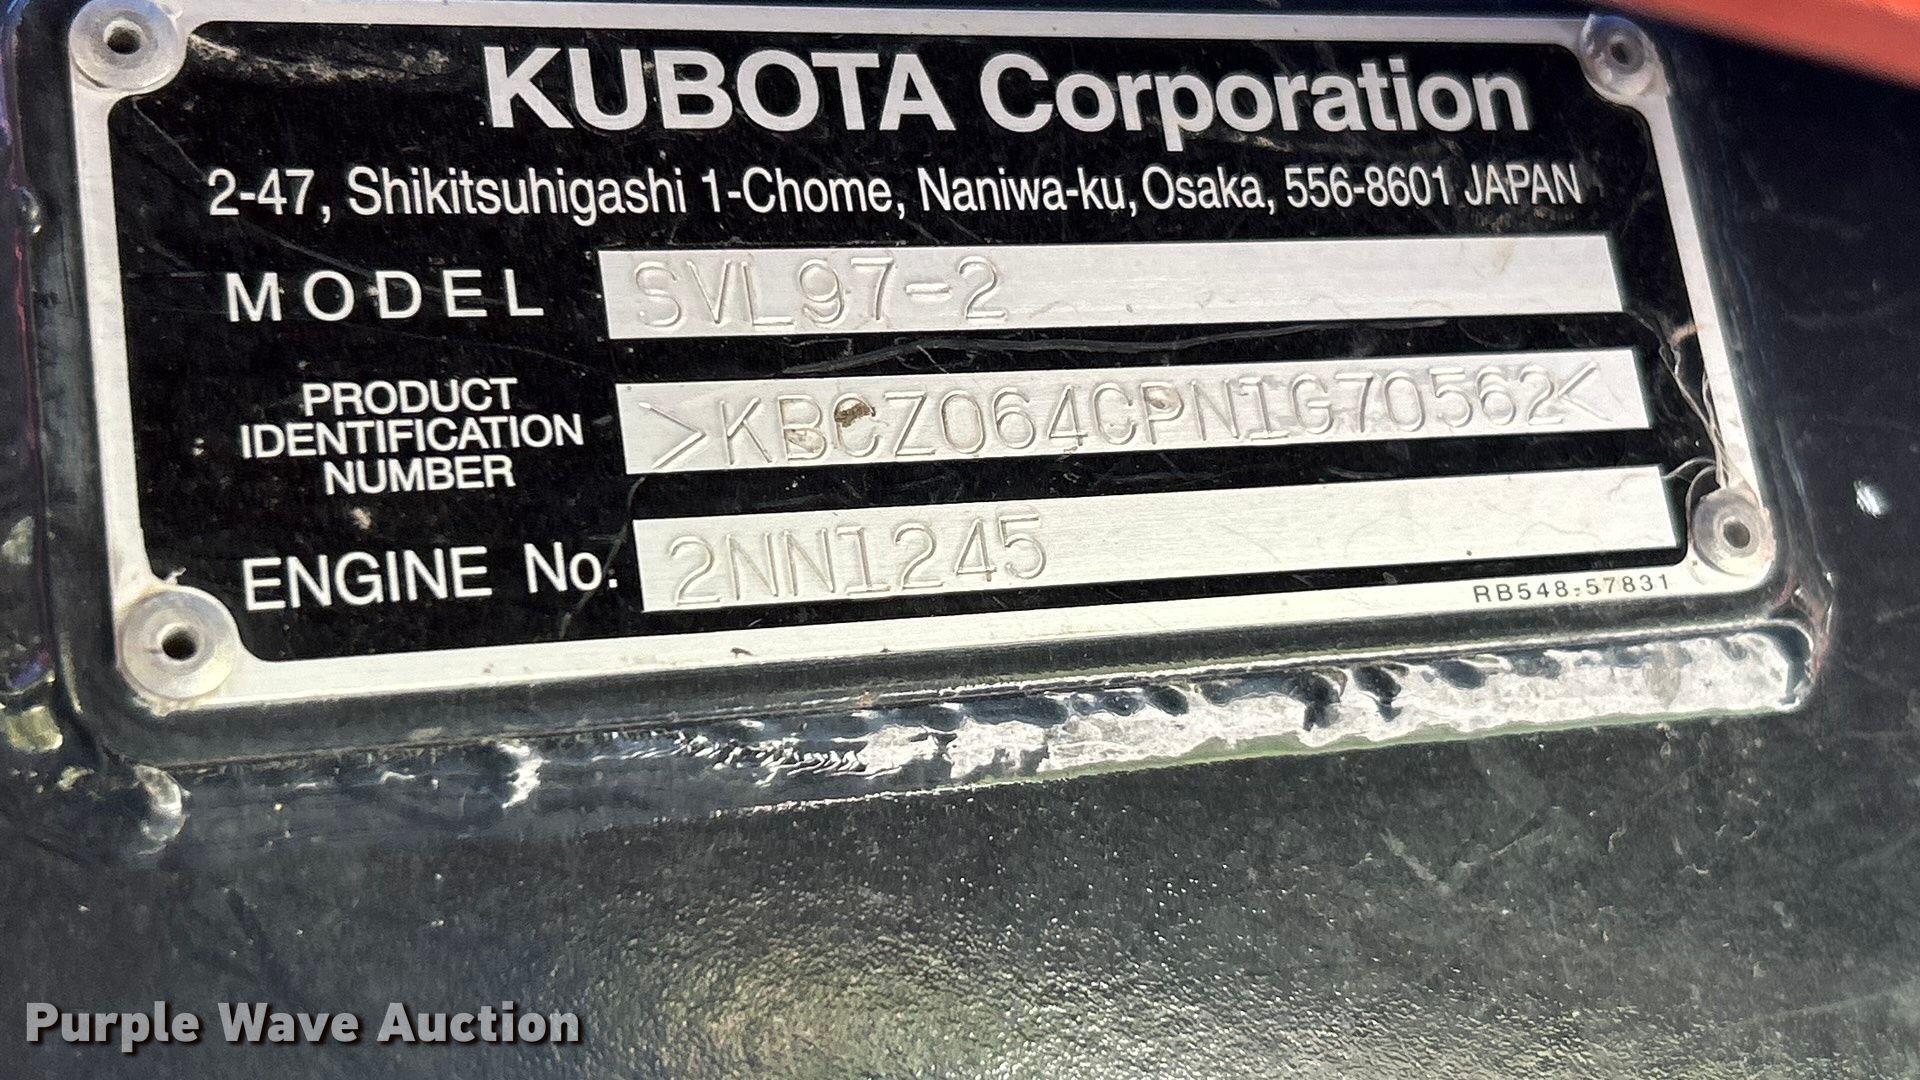 KUBOTA Corporation
2-47, Shikitsuhigashi 1-Chome, Naniwa-ku, Osaka, 556-8601 JAPAN
MODEL SVL97-2
PRODUCT
IDENTIFICATION
NUMBER
>KBCZ064CPN1G70562<
ENGINE No. 2NN1245
RB548-57831
Purple Wave Auction